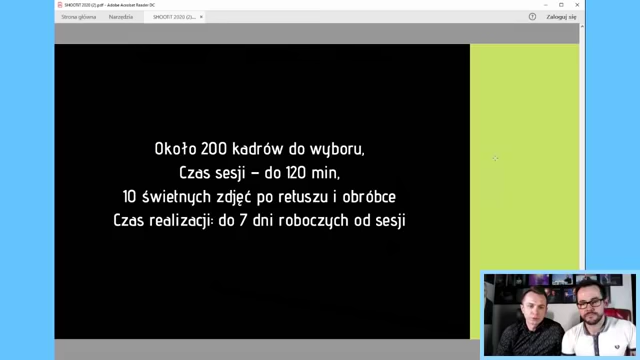 SHOOTIT 2020 (2).pdf - Adobe Acrobat Reader DC
Strona główna Narzędzia SHOOTIT 2020 (2).... × Zaloguj się
Około 200 kadrów do wyboru,
Czas sesji – do 120 min,
10 świetnych zdjęć po retuszu i obróbce
Czas realizacji: do 7 dni roboczych od sesji